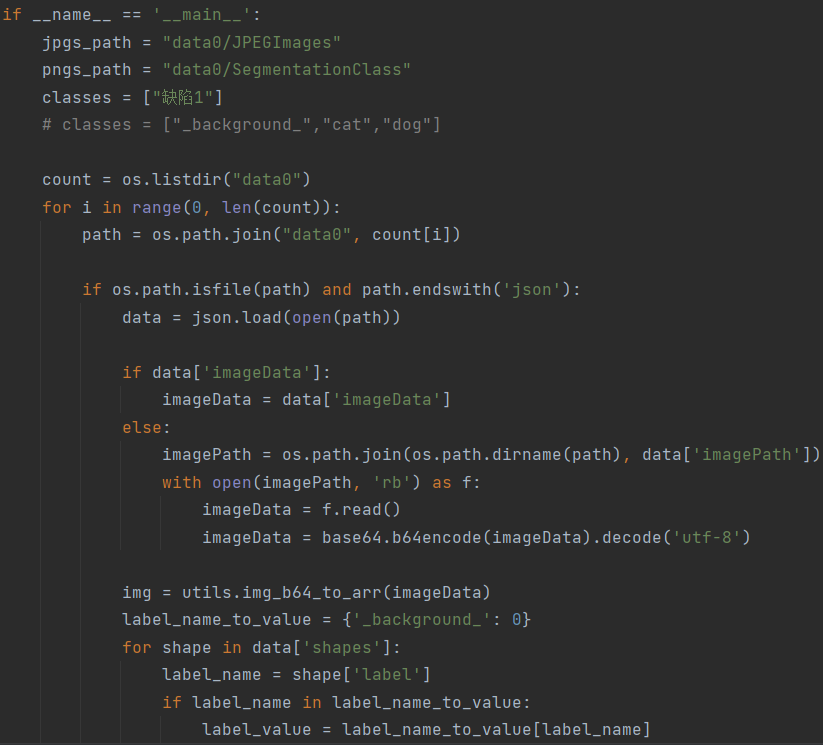 if __name__ == '__main__':
    jpgs_path = "data0/JPEGImages"
    pngs_path = "data0/SegmentationClass"
    classes = ["缺陷1"]
    # classes = ["_background_","cat","dog"]

    count = os.listdir("data0")
    for i in range(0, len(count)):
        path = os.path.join("data0", count[i])

        if os.path.isfile(path) and path.endswith('json'):
            data = json.load(open(path))

            if data['imageData']:
                imageData = data['imageData']
            else:
                imagePath = os.path.join(os.path.dirname(path), data['imagePath'])
                with open(imagePath, 'rb') as f:
                    imageData = f.read()
                    imageData = base64.b64encode(imageData).decode('utf-8')

            img = utils.img_b64_to_arr(imageData)
            label_name_to_value = {'_background_': 0}
            for shape in data['shapes']:
                label_name = shape['label']
                if label_name in label_name_to_value:
                    label_value = label_name_to_value[label_name]